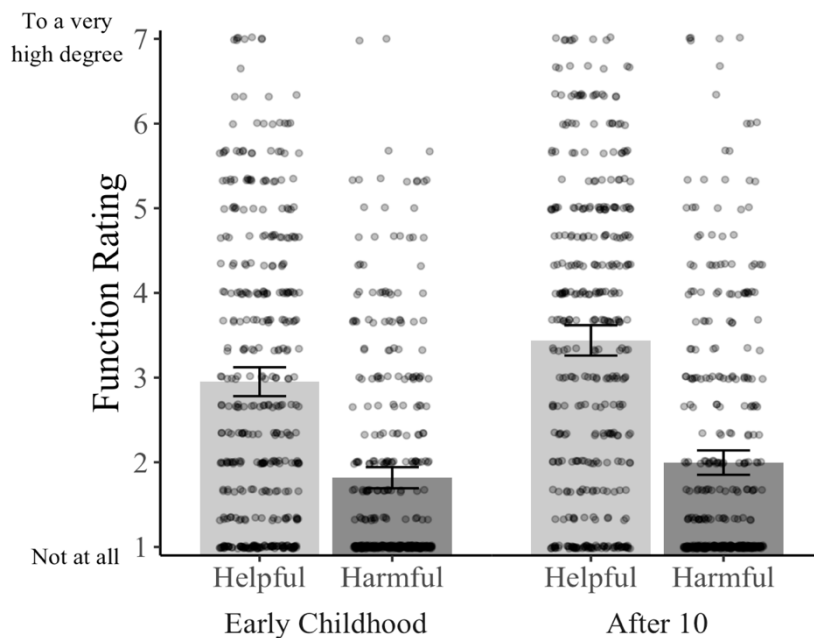 To a very
high degree
7
6
5
4
3
2
1
Function Rating
Not at all
Helpful
Harmful
Helpful
Harmful
Early Childhood
After 10